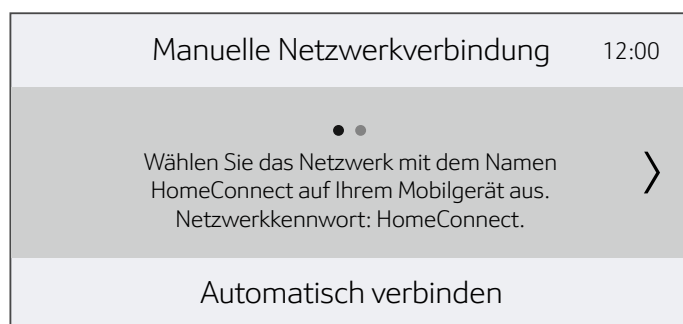 Manuelle Netzwerkverbindung 12:00
Wählen Sie das Netzwerk mit dem Namen
HomeConnect auf Ihrem Mobilgerät aus.
Netzwerkkennwort: HomeConnect.
Automatisch verbinden